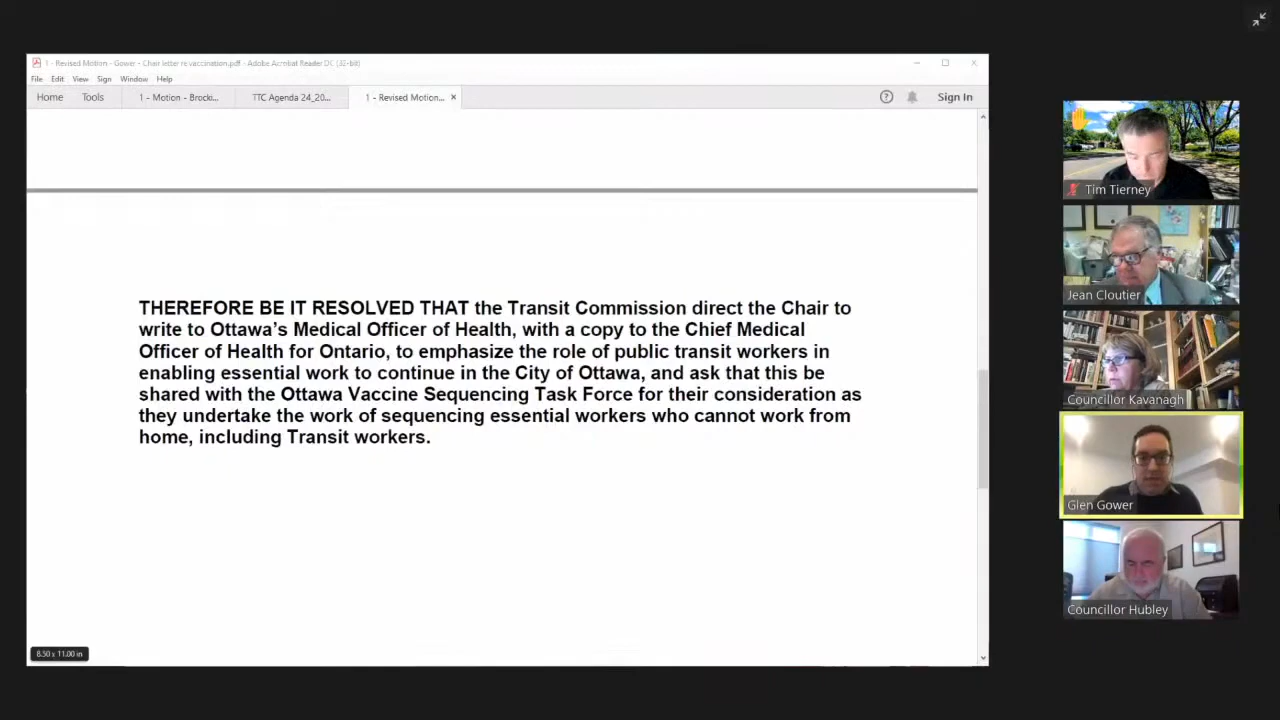 1 - Revised Motion - Gower - Chair letter re vaccination.pdf - Adobe Acrobat Reader DC (32-bit)
File Edit View Sign Window Help
Home Tools 1 - Motion - Brocki... TTC Agenda 24_20... 1 - Revised Motion... × Sign In
THEREFORE BE IT RESOLVED THAT the Transit Commission direct the Chair to
write to Ottawa's Medical Officer of Health, with a copy to the Chief Medical
Officer of Health for Ontario, to emphasize the role of public transit workers in
enabling essential work to continue in the City of Ottawa, and ask that this be
shared with the Ottawa Vaccine Sequencing Task Force for their consideration as
they undertake the work of sequencing essential workers who cannot work from
home, including Transit workers.
8.50 x 11.00 in
Tim Tierney
Jean Cloutier
Councillor Kavanagh
Glen Gower
Councillor Hubley